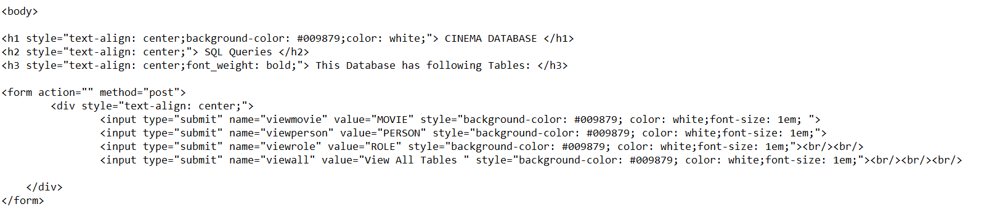 <body>
<h1 style="text-align: center;background-color: #009879;color: white;"> CINEMA DATABASE </h1>
<h2 style="text-align: center;"> SQL Queries </h2>
<h3 style="text-align: center;font_weight: bold;"> This Database has following Tables: </h3>
<form action="" method="post">
<div style="text-align: center;">
<input type="submit" name="viewmovie" value="MOVIE" style="background-color: #009879; color: white;font-size: 1em; ">
<input type="submit" name="viewperson" value="PERSON" style="background-color: #009879; color: white;font-size: 1em;">
<input type="submit" name="viewrole" value="ROLE" style="background-color: #009879; color: white;font-size: 1em;"><br/><br/>
<input type="submit" name="viewall" value="View All Tables " style="background-color: #009879; color: white;font-size: 1em;"><br/><br/><br/>
</div>
</form>